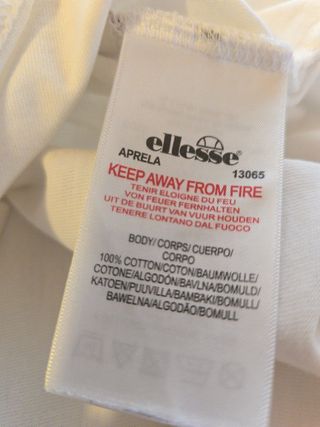 ellesse®
APRELA 13065
KEEP AWAY FROM FIRE
TENIR ELOIGNE DU FEU
VON FEUER FERNHALTEN
UIT DE BUURT VAN VUUR HOUDEN
TENERE LONTANO DAL FUOCO
BODY/ CORPS/ CUERPO/
CORPO
100% COTTON/COTON/BAUMWOLLE/
COTONE/ALGODÓN/BAVLNA/BOMULD/
KATOEN/PUUVILLA/BAMBAKI/BOMULL/
BAWELNA/ALGODÃO/BOMULL